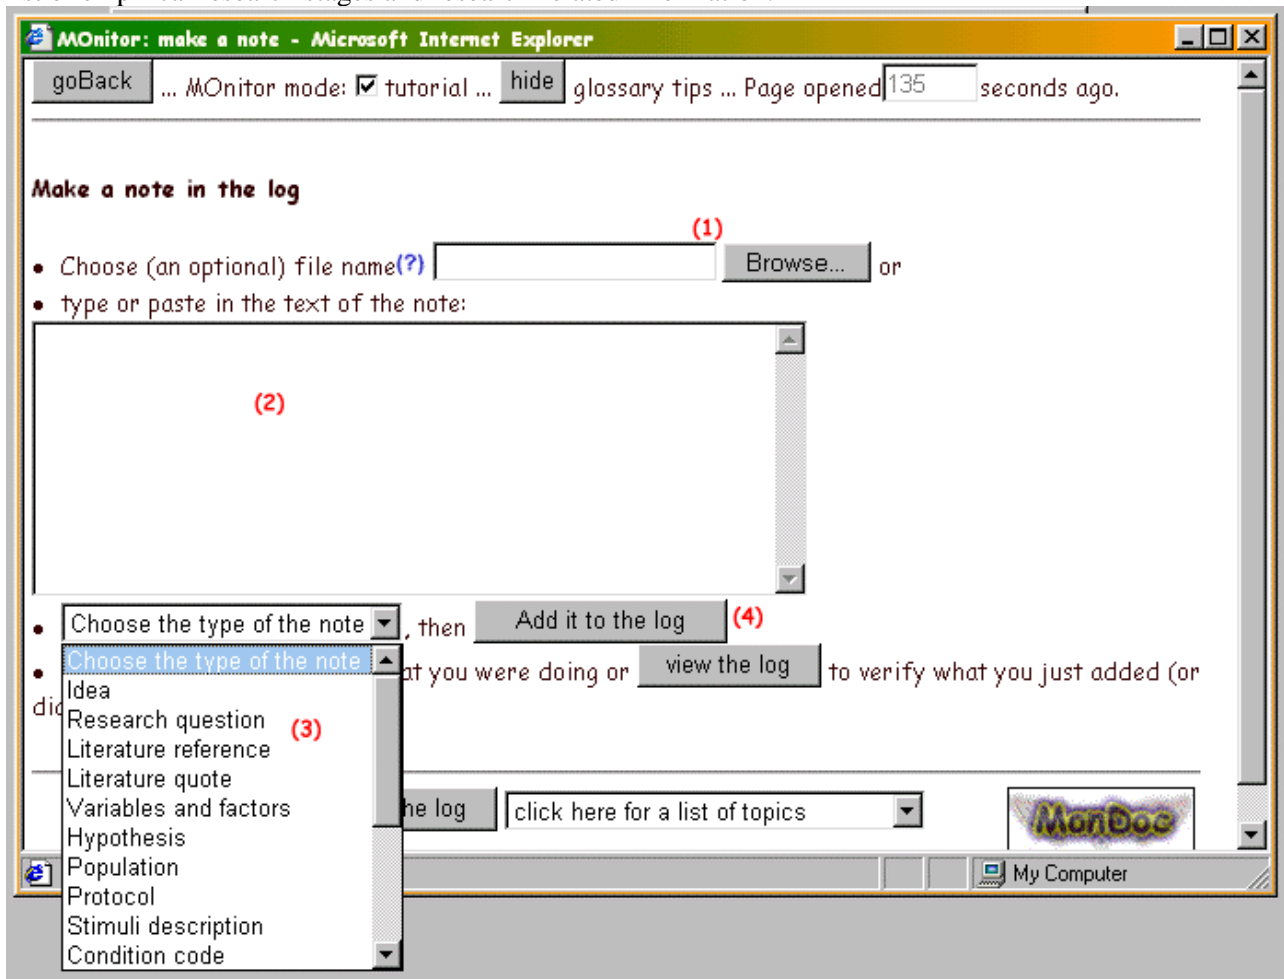 MOnitor: make a note - Microsoft Internet Explorer
goBack ... MOnitor mode: tutorial ... hide glossary tips ... Page opened 135 seconds ago.
Make a note in the log
(1)
• Choose (an optional) file name(?) Browse... or
• type or paste in the text of the note:
(2)
• Choose the type of the note , then Add it to the log (4)
Choose the type of the note
• at you were doing or view the log to verify what you just added (or
Idea
Research question
(3)
Literature reference
Literature quote
Variables and factors
he log click here for a list of topics
MonDoc
Hypothesis
Population
My Computer
Protocol
Stimuli description
Condition code